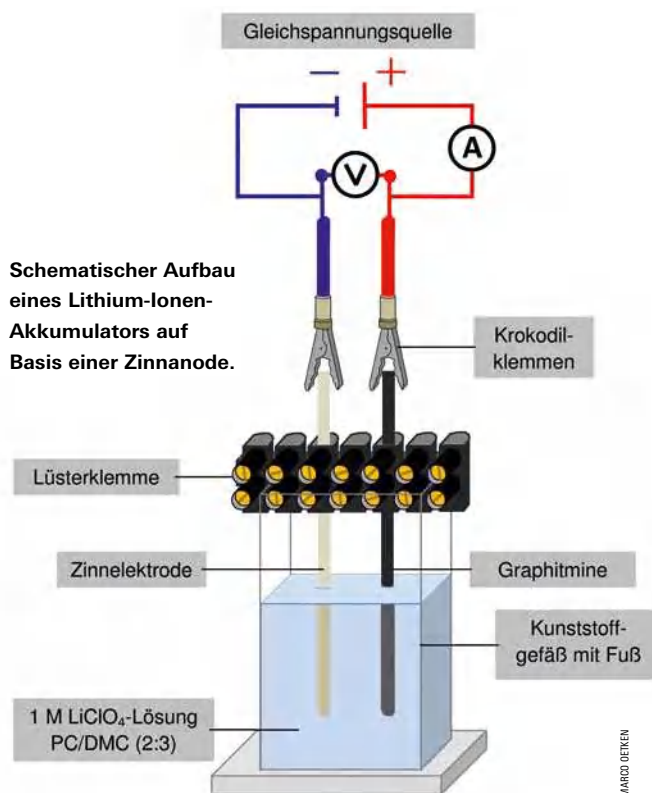 Gleichspannungsquelle
− +
A
V
Schematischer Aufbau
eines Lithium-Ionen-
Akkumulators auf
Basis einer Zinnanode.
Krokodil-
klemmen
Lüsterklemme
Zinnelektrode
Graphitmine
Kunststoff-
gefäß mit Fuß
1 M LiClO₄-Lösung
PC/DMC (2:3)
MARCO OETKEN